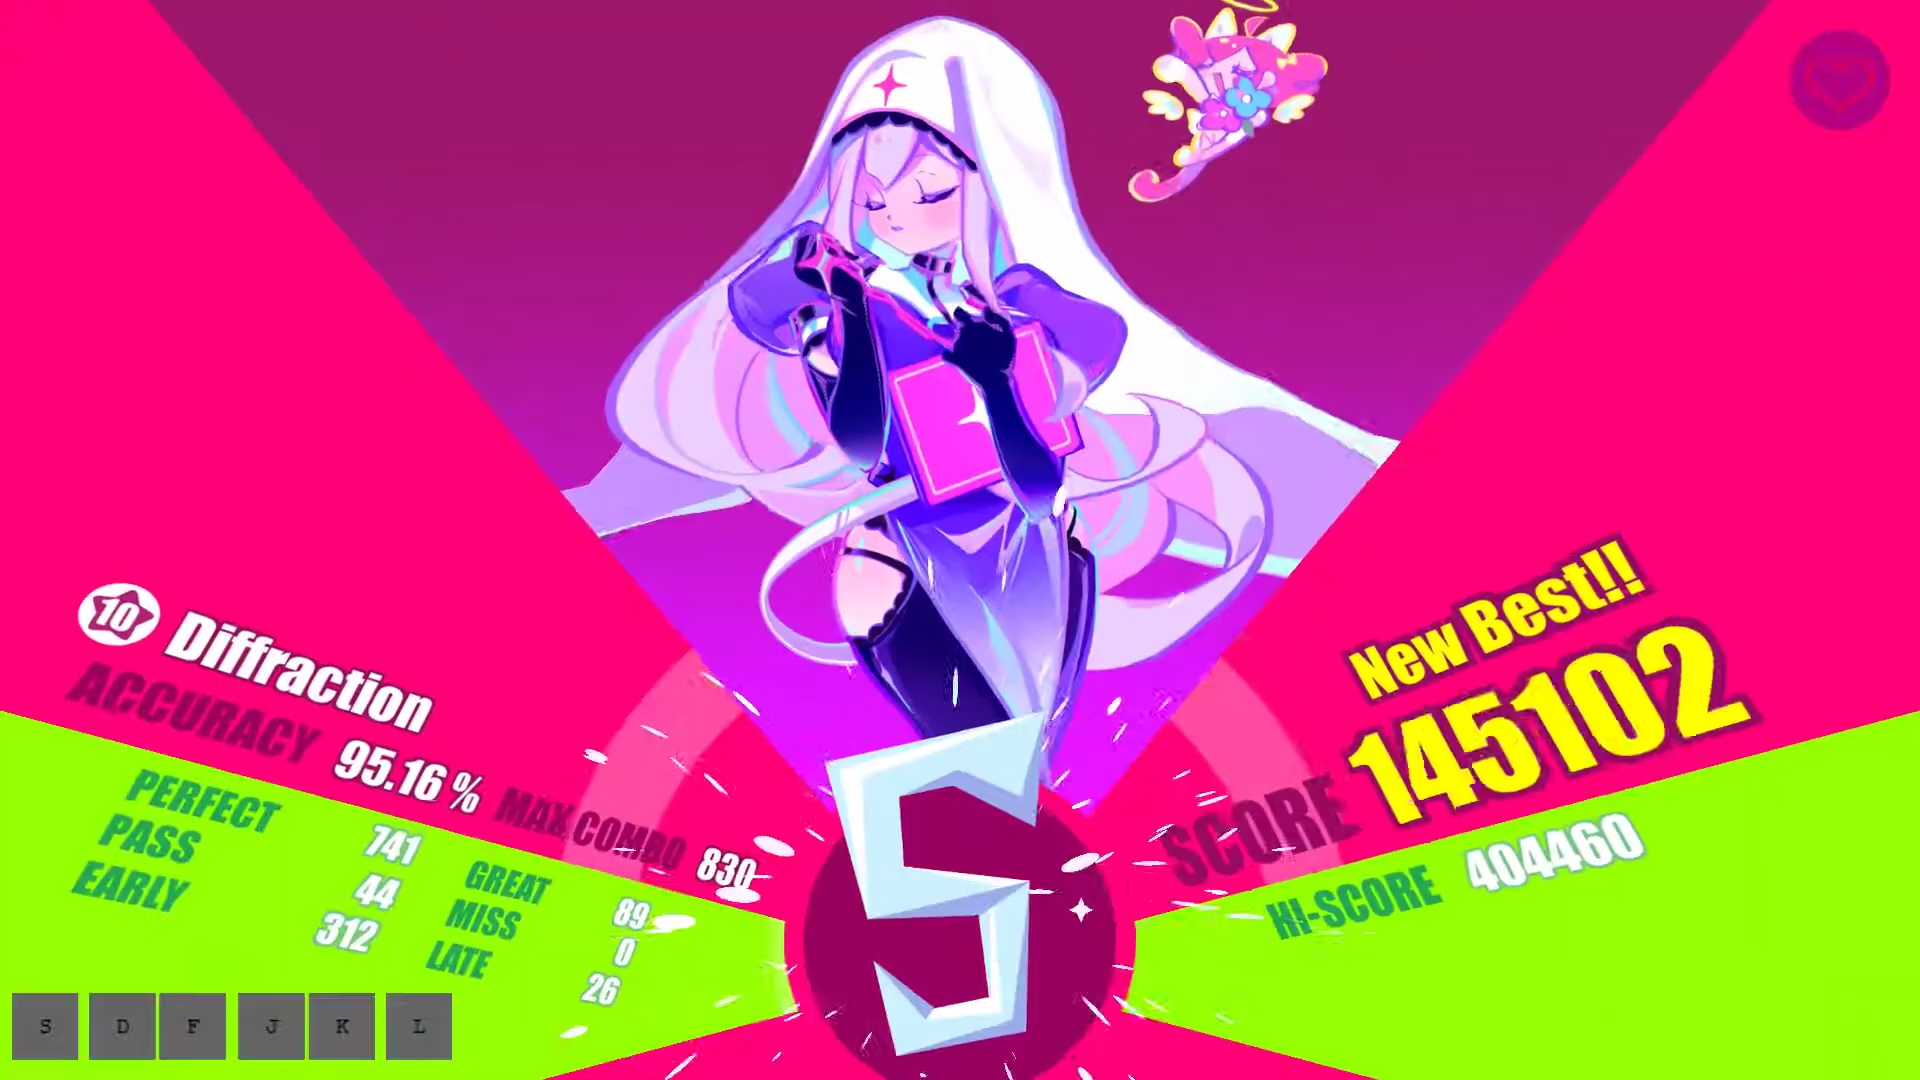 10 Diffraction
ACCURACY 95.16 %
MAX COMBO 830
PERFECT 741
GREAT 89
PASS 44
MISS 0
EARLY 312
LATE 26
S
New Best!!
SCORE 145102
HI-SCORE 404460
S D F J K L